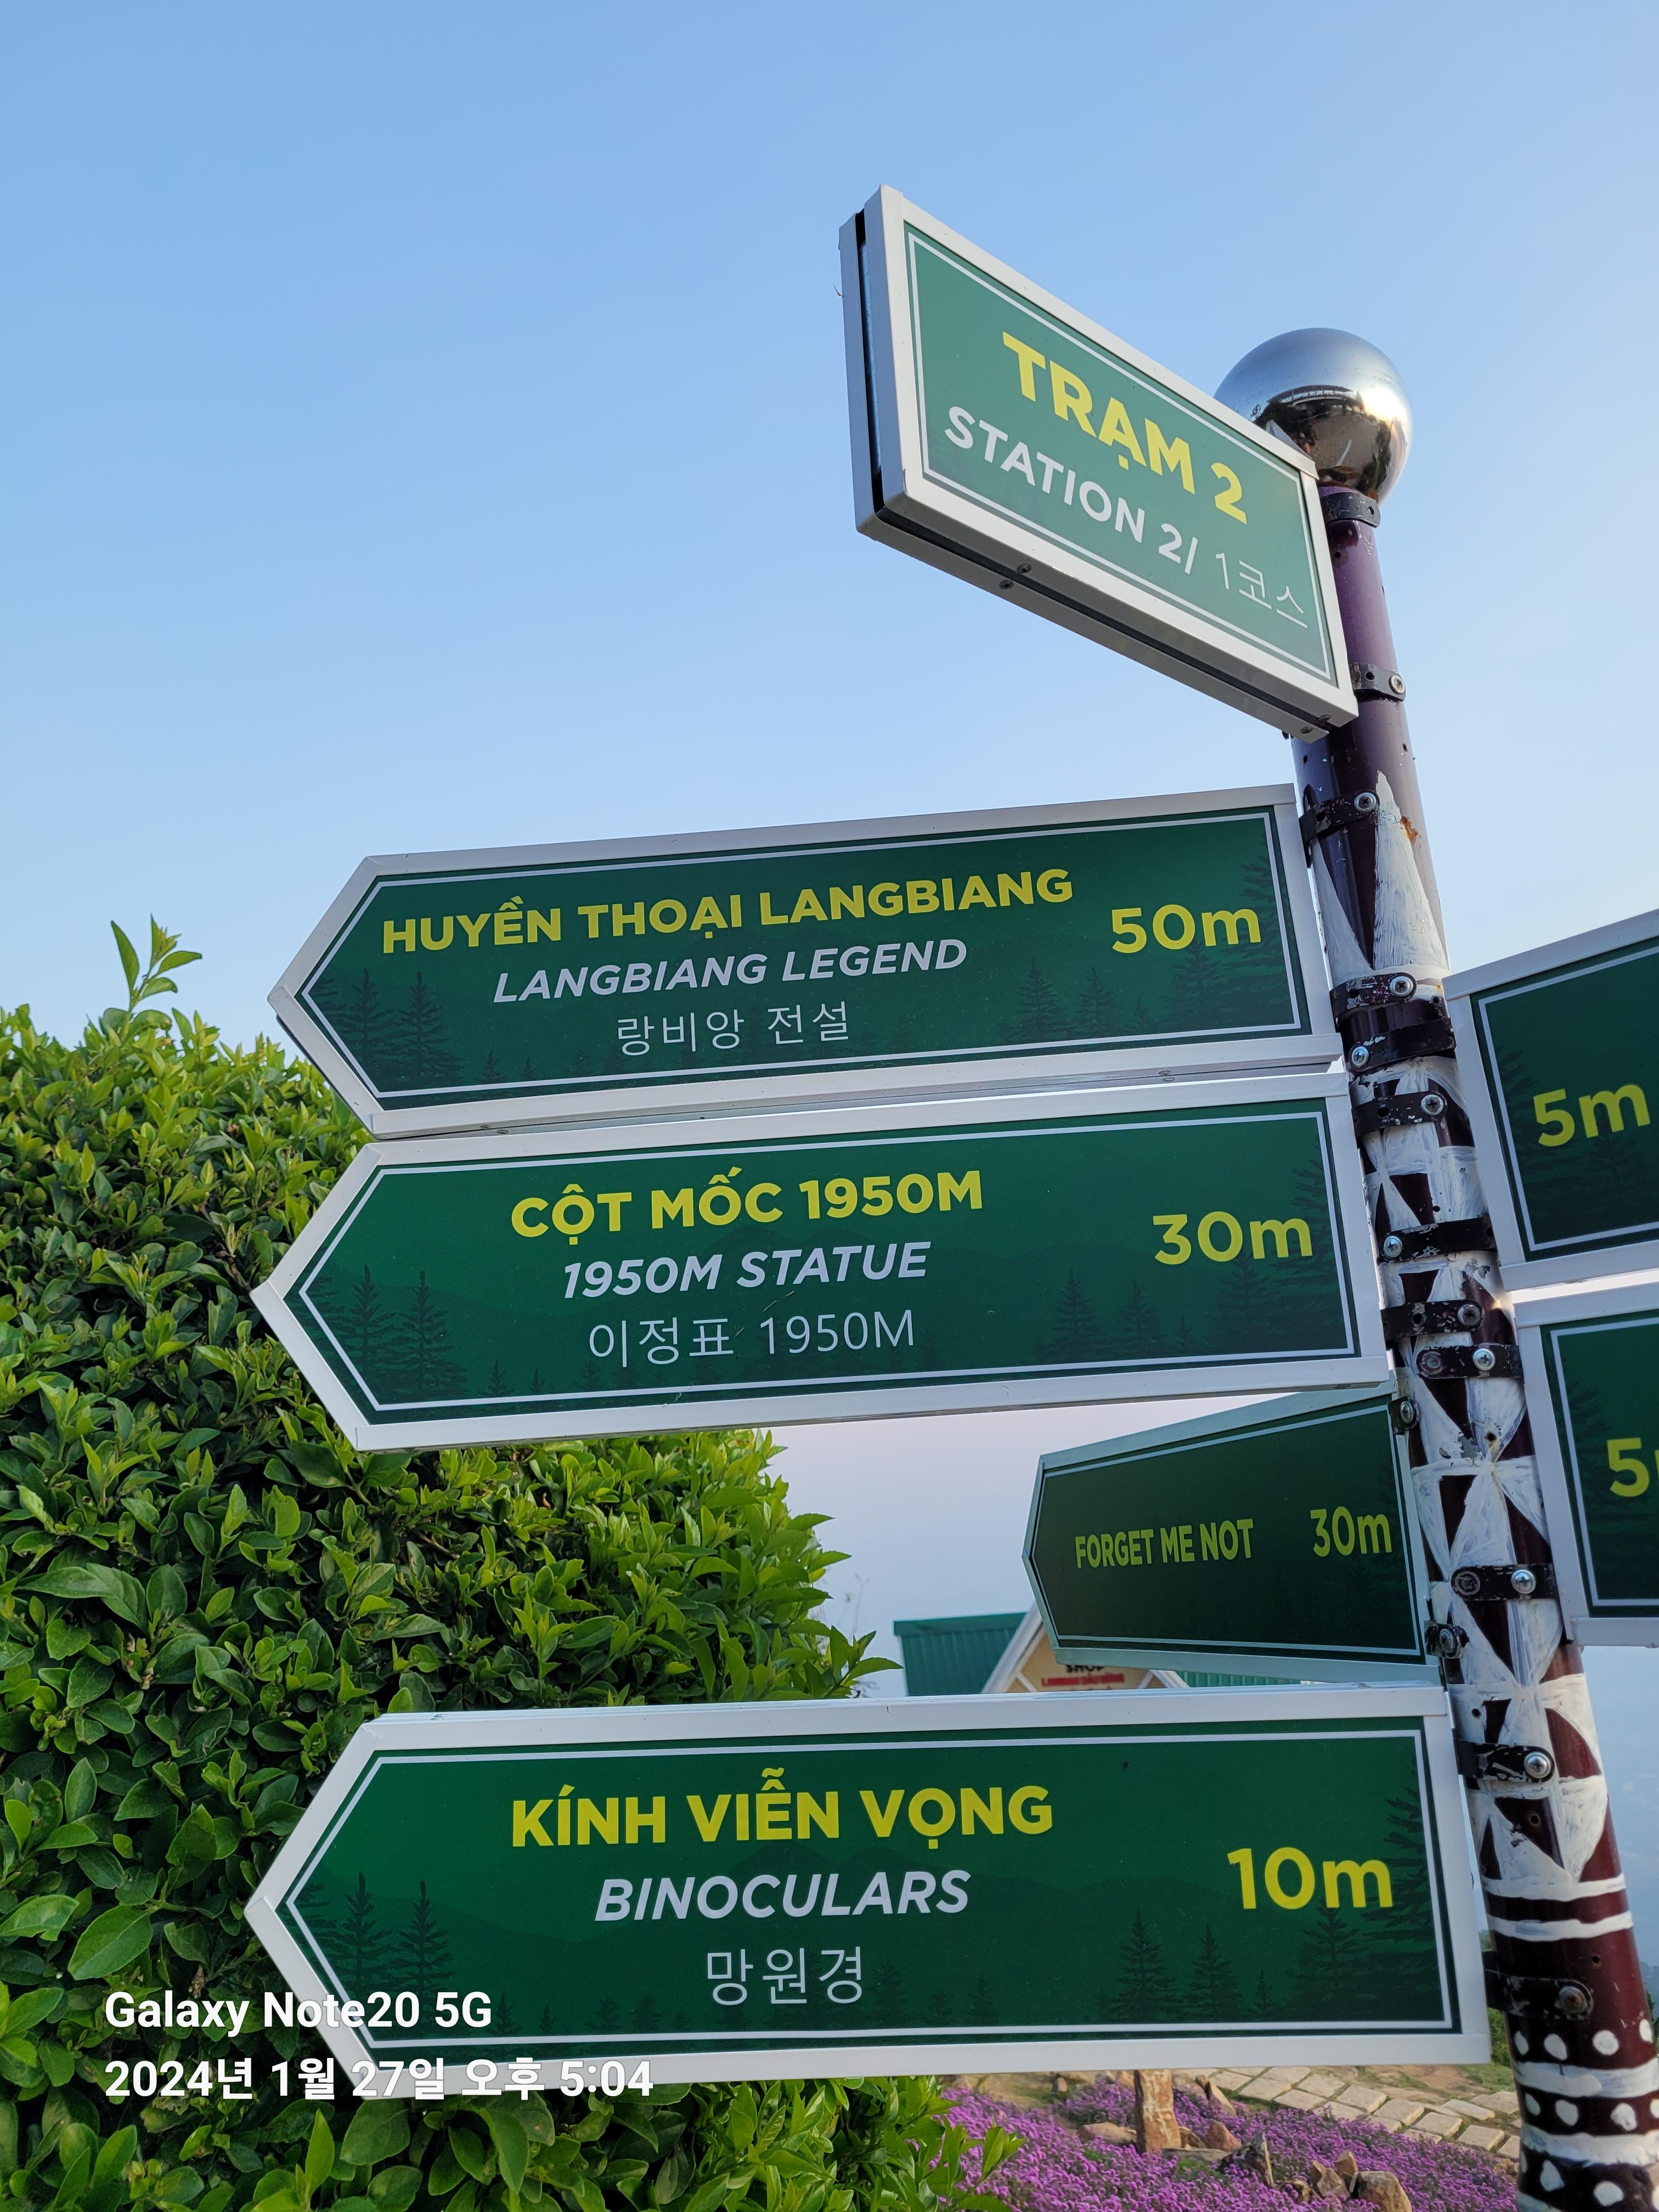 TRẠM 2
STATION 2/ 1코스
HUYỀN THOẠI LANGBIANG 50m
LANGBIANG LEGEND
랑비앙 전설
5m
CỘT MỐC 1950M 30m
1950M STATUE
이정표 1950M
FORGET ME NOT 30m
SHOP
KÍNH VIỄN VỌNG 10m
BINOCULARS
망원경
Galaxy Note20 5G
2024년 1월 27일 오후 5:04